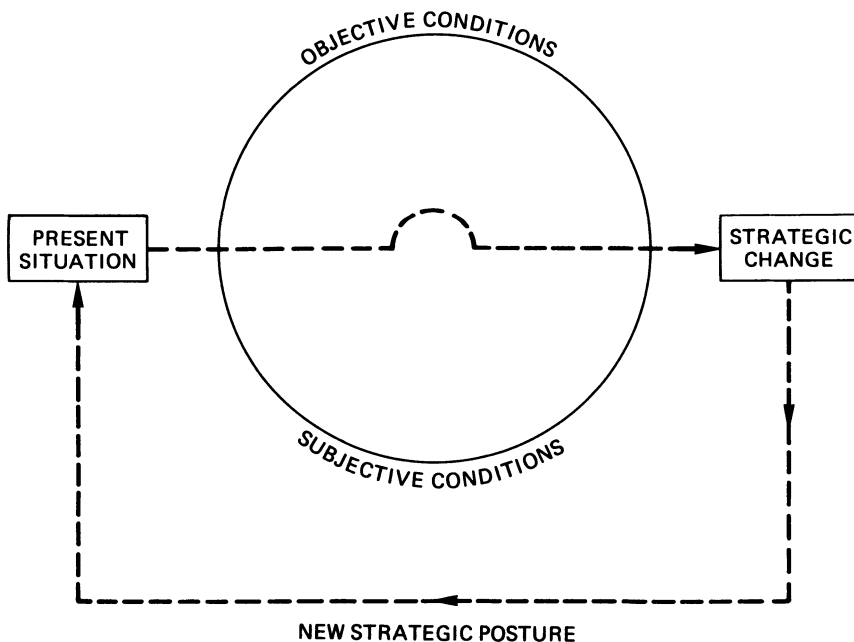 OBJECTIVE CONDITIONS
PRESENT
SITUATION
STRATEGIC
CHANGE
SUBJECTIVE CONDITIONS
NEW STRATEGIC POSTURE